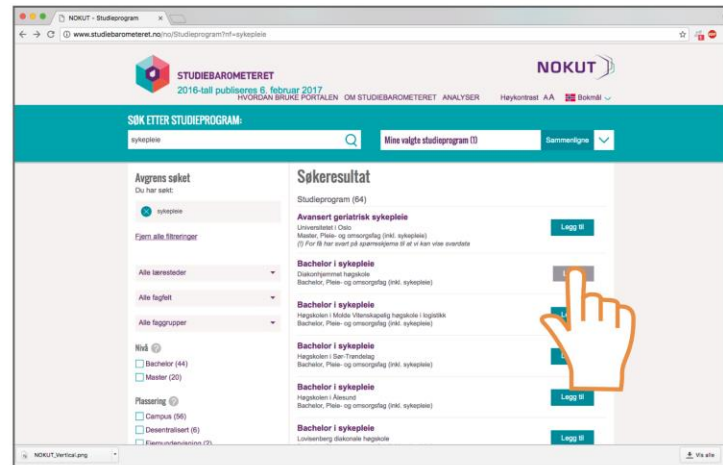 NOKUT - Studieprogram
www.studiebarometeret.no/no/Studieprogram?nf=sykepleie
STUDIEBAROMETERET
2016-tall publiseres 6. februar 2017
NOKUT
HVORDAN BRUKE PORTALEN OM STUDIEBAROMETERET ANALYSER Høykontrast AA Bokmål
SØK ETTER STUDIEPROGRAM:
sykepleie
Mine valgte studieprogram (1)
Sammenligne
Avgrens søket
Du har søkt:
sykepleie
Fjern alle filtreringer
Alle læresteder
Alle fagfelt
Alle faggrupper
Nivå
Bachelor (44)
Master (20)
Plassering
Campus (56)
Desentralisert (6)
Fjernundervisning (2)
Søkeresultat
Studieprogram (64)
Avansert geriatrisk sykepleie
Universitetet i Oslo
Master, Pleie- og omsorgsfag (inkl. sykepleie)
(!) For få har svart på spørreskjema til at vi kan vise svardata
Legg til
Bachelor i sykepleie
Diakonhjemmet høgskole
Bachelor, Pleie- og omsorgsfag (inkl. sykepleie)
Bachelor i sykepleie
Høgskolen i Molde Vitenskapelig høgskole i logistikk
Bachelor, Pleie- og omsorgsfag (inkl. sykepleie)
Bachelor i sykepleie
Høgskolen i Sør-Trøndelag
Bachelor, Pleie- og omsorgsfag (inkl. sykepleie)
Bachelor i sykepleie
Høgskolen i Ålesund
Bachelor, Pleie- og omsorgsfag (inkl. sykepleie)
Legg til
Bachelor i sykepleie
Lovisenberg diakonale høgskole
Legg til
NOKUT_Vertical.png
Vis alle